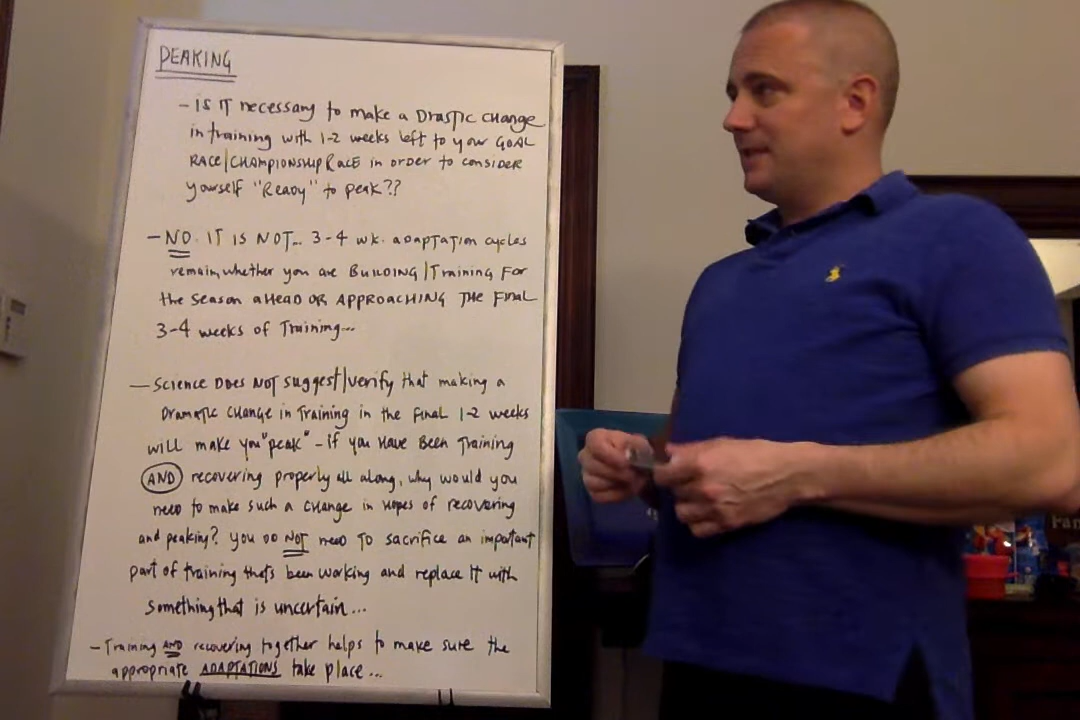 PEAKING
- IS IT necessary to make a DRASTIC CHANGE
in training with 1-2 weeks left to your GOAL
RACE/CHAMPIONSHIP RACE in order to consider
yourself "Ready" to peak??
- NO. IT IS NOT... 3-4 wk. adaptation cycles
remain, whether you are BUILDING/Training FOR
the season aHEAD OR APPROACHING THE Final
3-4 weeks of Training...
- Science Does NOT suggest/verify that making a
DRamatic CHange in Training in the final 1-2 weeks
will make you "peak" - if you HAVE BEEN Training
AND recovering properly all along, why would you
need to make such a CHange in Hopes of recovering
and peaking? you DO NOT need TO sacrifice an important
part of training that's been working and replace it with
something that is uncertain...
- Training AND recovering together helps to make sure the
appropriate ADAPTATIONS take place...
Pan